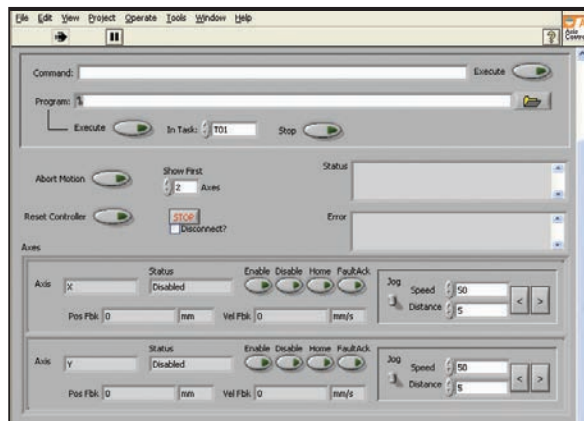 File Edit View Project Operate Tools Window Help
Command: Execute
Program:
Execute In Task: T01 Stop
Abort Motion Show First 2 Axes Status
Reset Controller STOP Disconnect? Error
Axes
Axis X Status Disabled Enable Disable Home FaultAck Jog Speed 50 Distance 5 < >
Pos Fbk 0 mm Vel Fbk 0 mm/s
Axis Y Status Disabled Enable Disable Home FaultAck Jog Speed 50 Distance 5 < >
Pos Fbk 0 mm Vel Fbk 0 mm/s